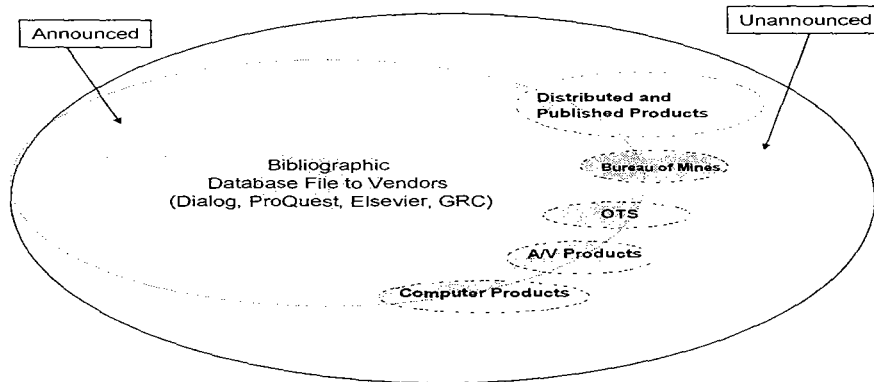 Announced
Unannounced
Distributed and
Published Products
Bibliographic
Database File to Vendors
(Dialog, ProQuest, Elsevier, GRC)
Bureau of Mines
OTS
A/V Products
Computer Products